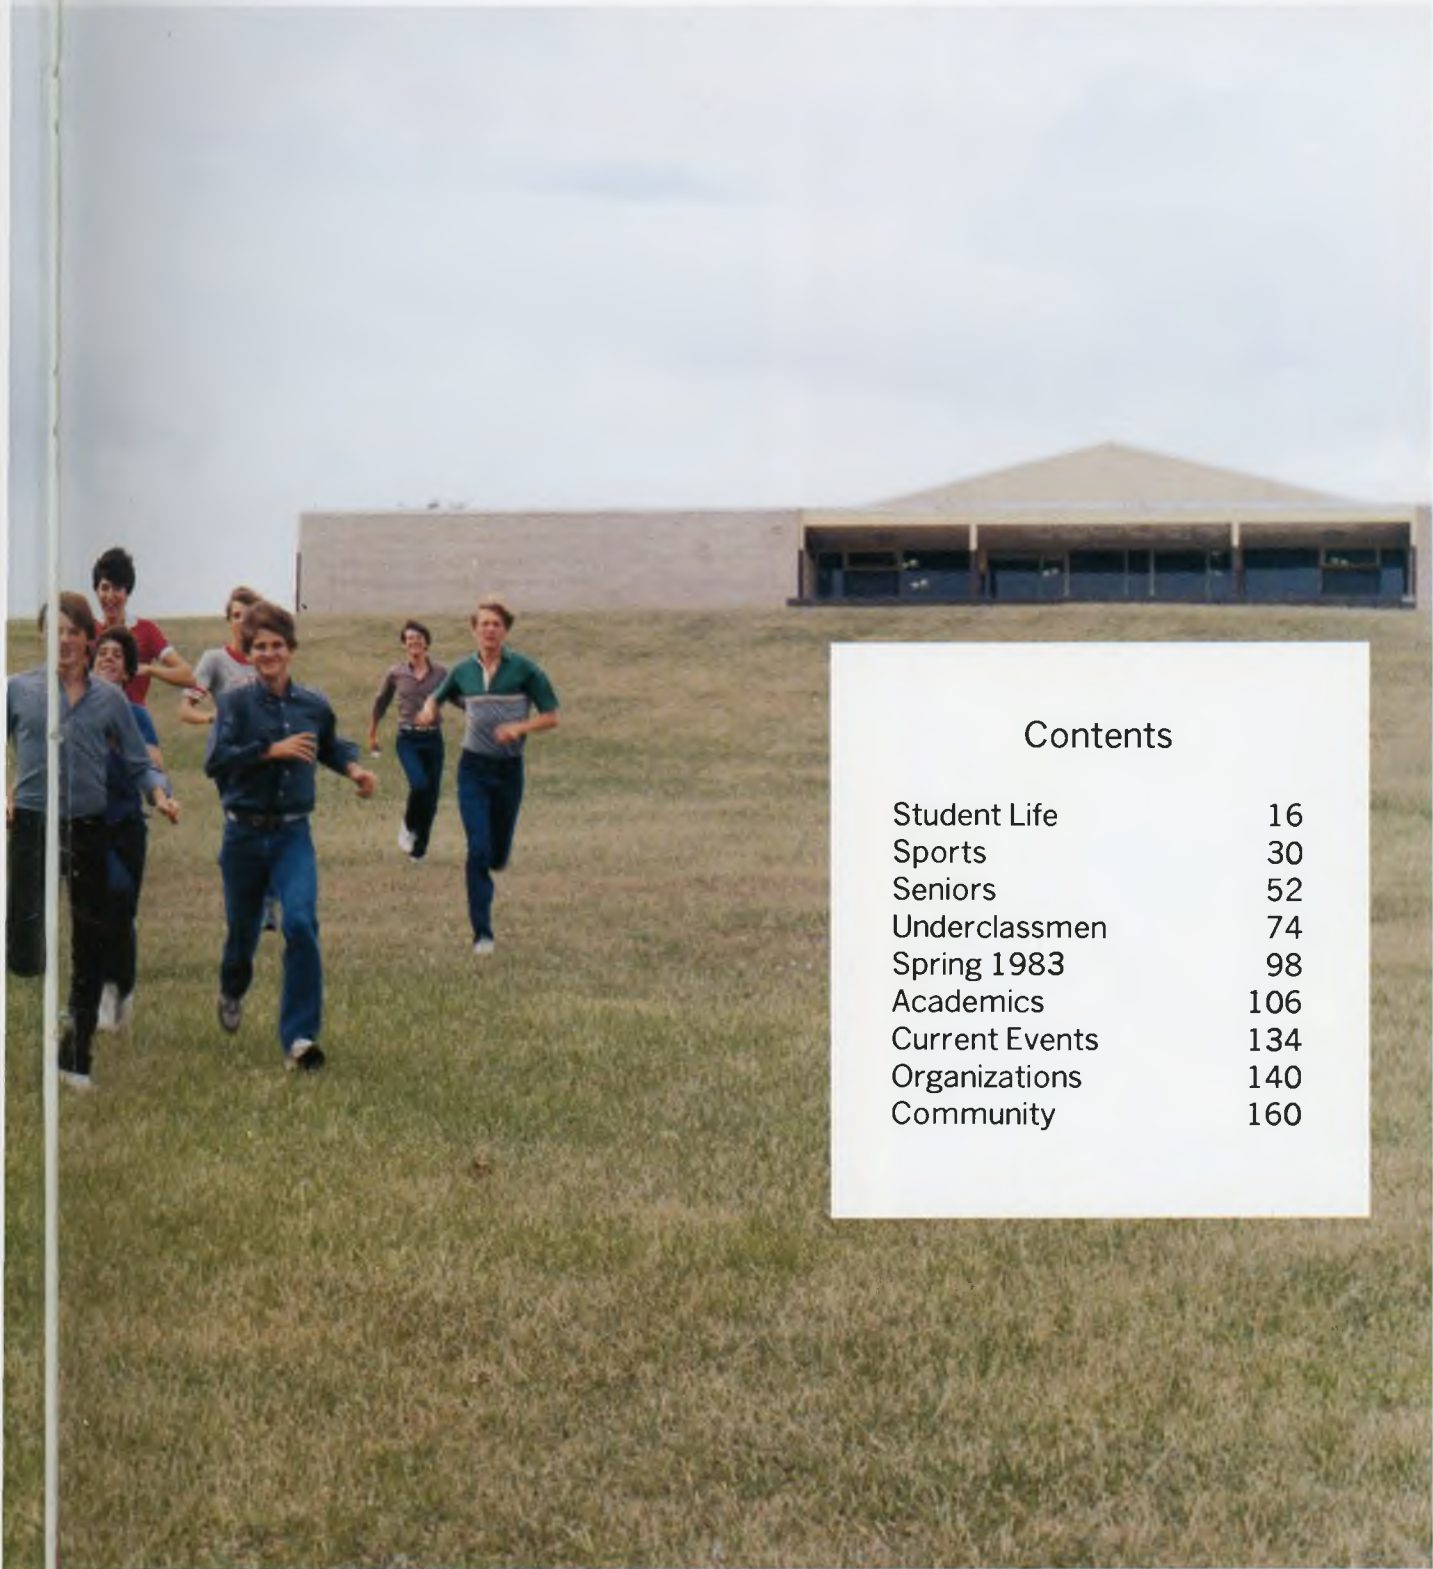 Contents
Student Life 16
Sports 30
Seniors 52
Underclassmen 74
Spring 1983 98
Academics 106
Current Events 134
Organizations 140
Community 160